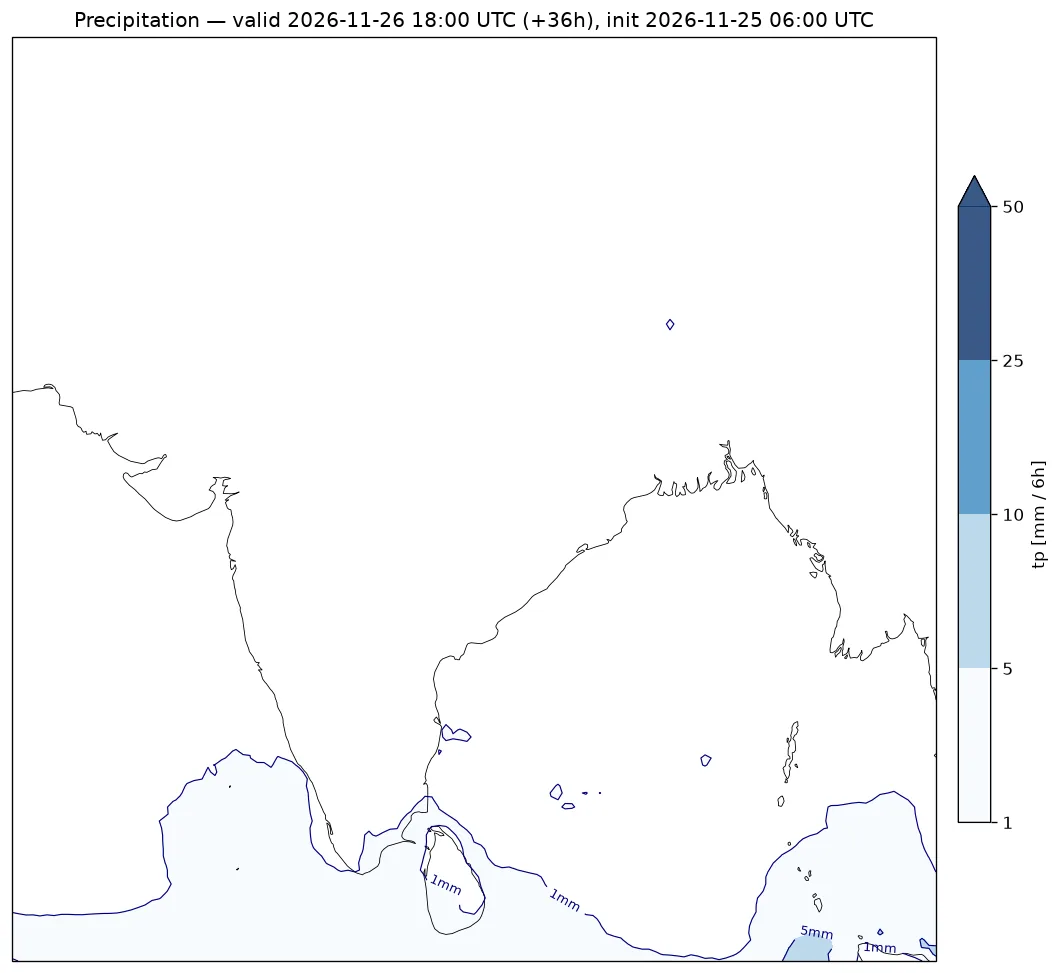 Precipitation — valid 2026-11-26 18:00 UTC (+36h), init 2026-11-25 06:00 UTC
50
25
10
5
1
tp [mm / 6h]
1mm
1mm
5mm
1mm